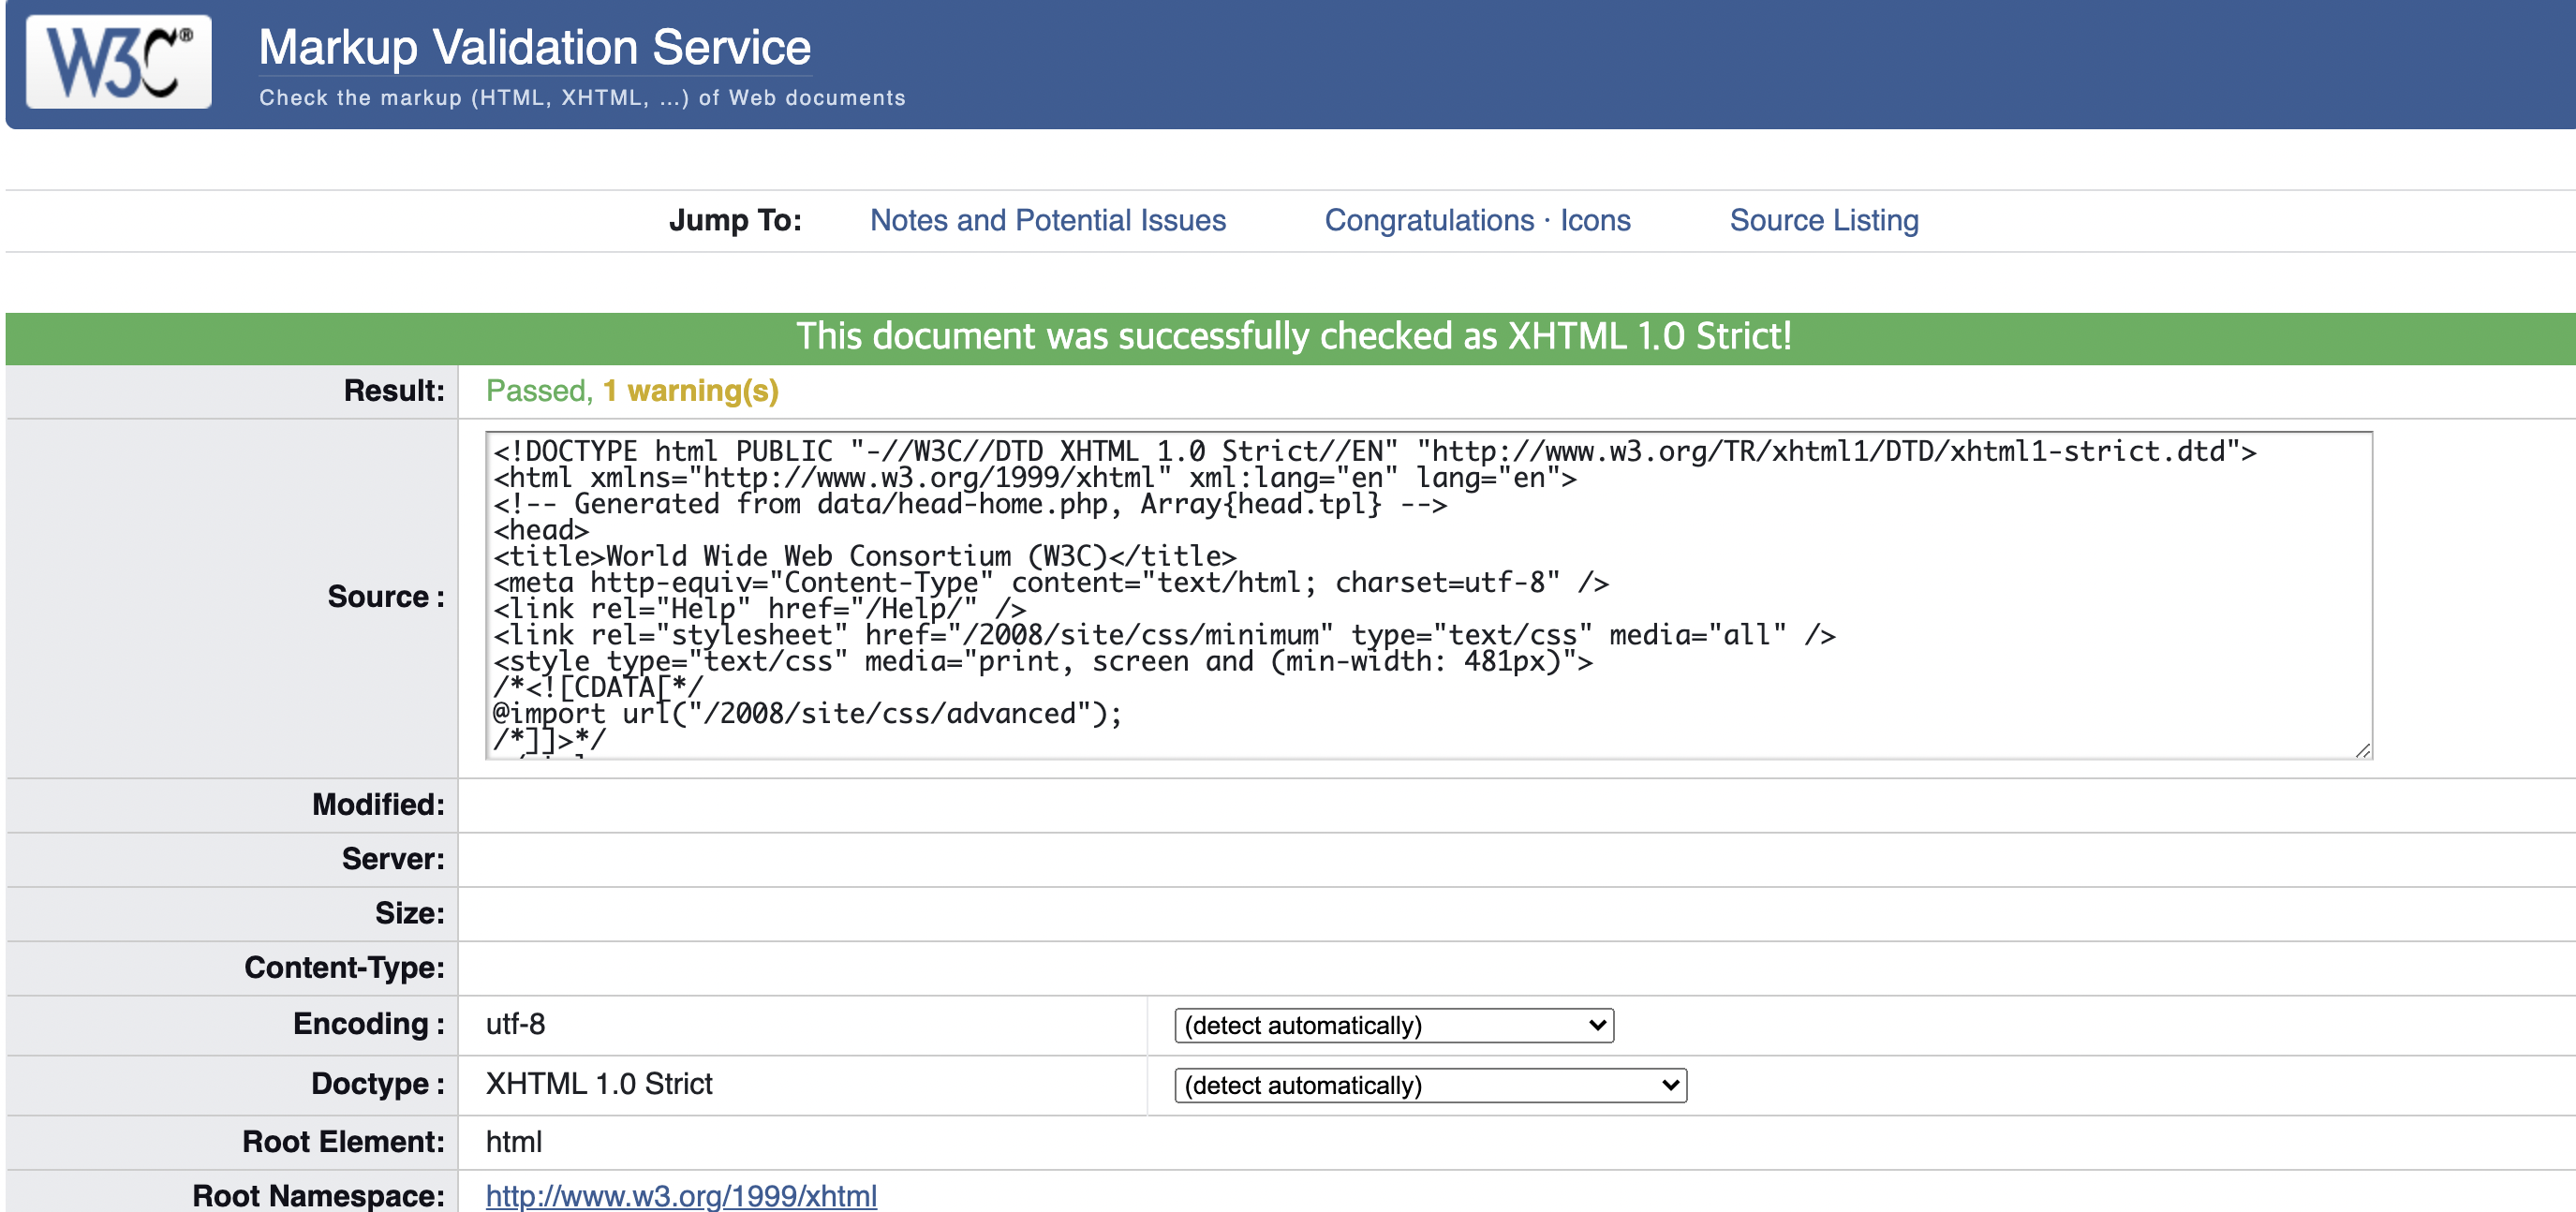 W3C®
Markup Validation Service
Check the markup (HTML, XHTML, ...) of Web documents
Jump To: Notes and Potential Issues Congratulations · Icons Source Listing
This document was successfully checked as XHTML 1.0 Strict!
Result: Passed, 1 warning(s)
Source :
<!DOCTYPE html PUBLIC "-//W3C//DTD XHTML 1.0 Strict//EN" "http://www.w3.org/TR/xhtml1/DTD/xhtml1-strict.dtd">
<html xmlns="http://www.w3.org/1999/xhtml" xml:lang="en" lang="en">
<!-- Generated from data/head-home.php, Array{head.tpl} -->
<head>
<title>World Wide Web Consortium (W3C)</title>
<meta http-equiv="Content-Type" content="text/html; charset=utf-8" />
<link rel="Help" href="/Help/" />
<link rel="stylesheet" href="/2008/site/css/minimum" type="text/css" media="all" />
<style type="text/css" media="print, screen and (min-width: 481px)">
/*<![CDATA[*/
@import url("/2008/site/css/advanced");
/*]]>*/
Modified:
Server:
Size:
Content-Type:
Encoding : utf-8 (detect automatically)
Doctype : XHTML 1.0 Strict (detect automatically)
Root Element: html
Root Namespace: http://www.w3.org/1999/xhtml